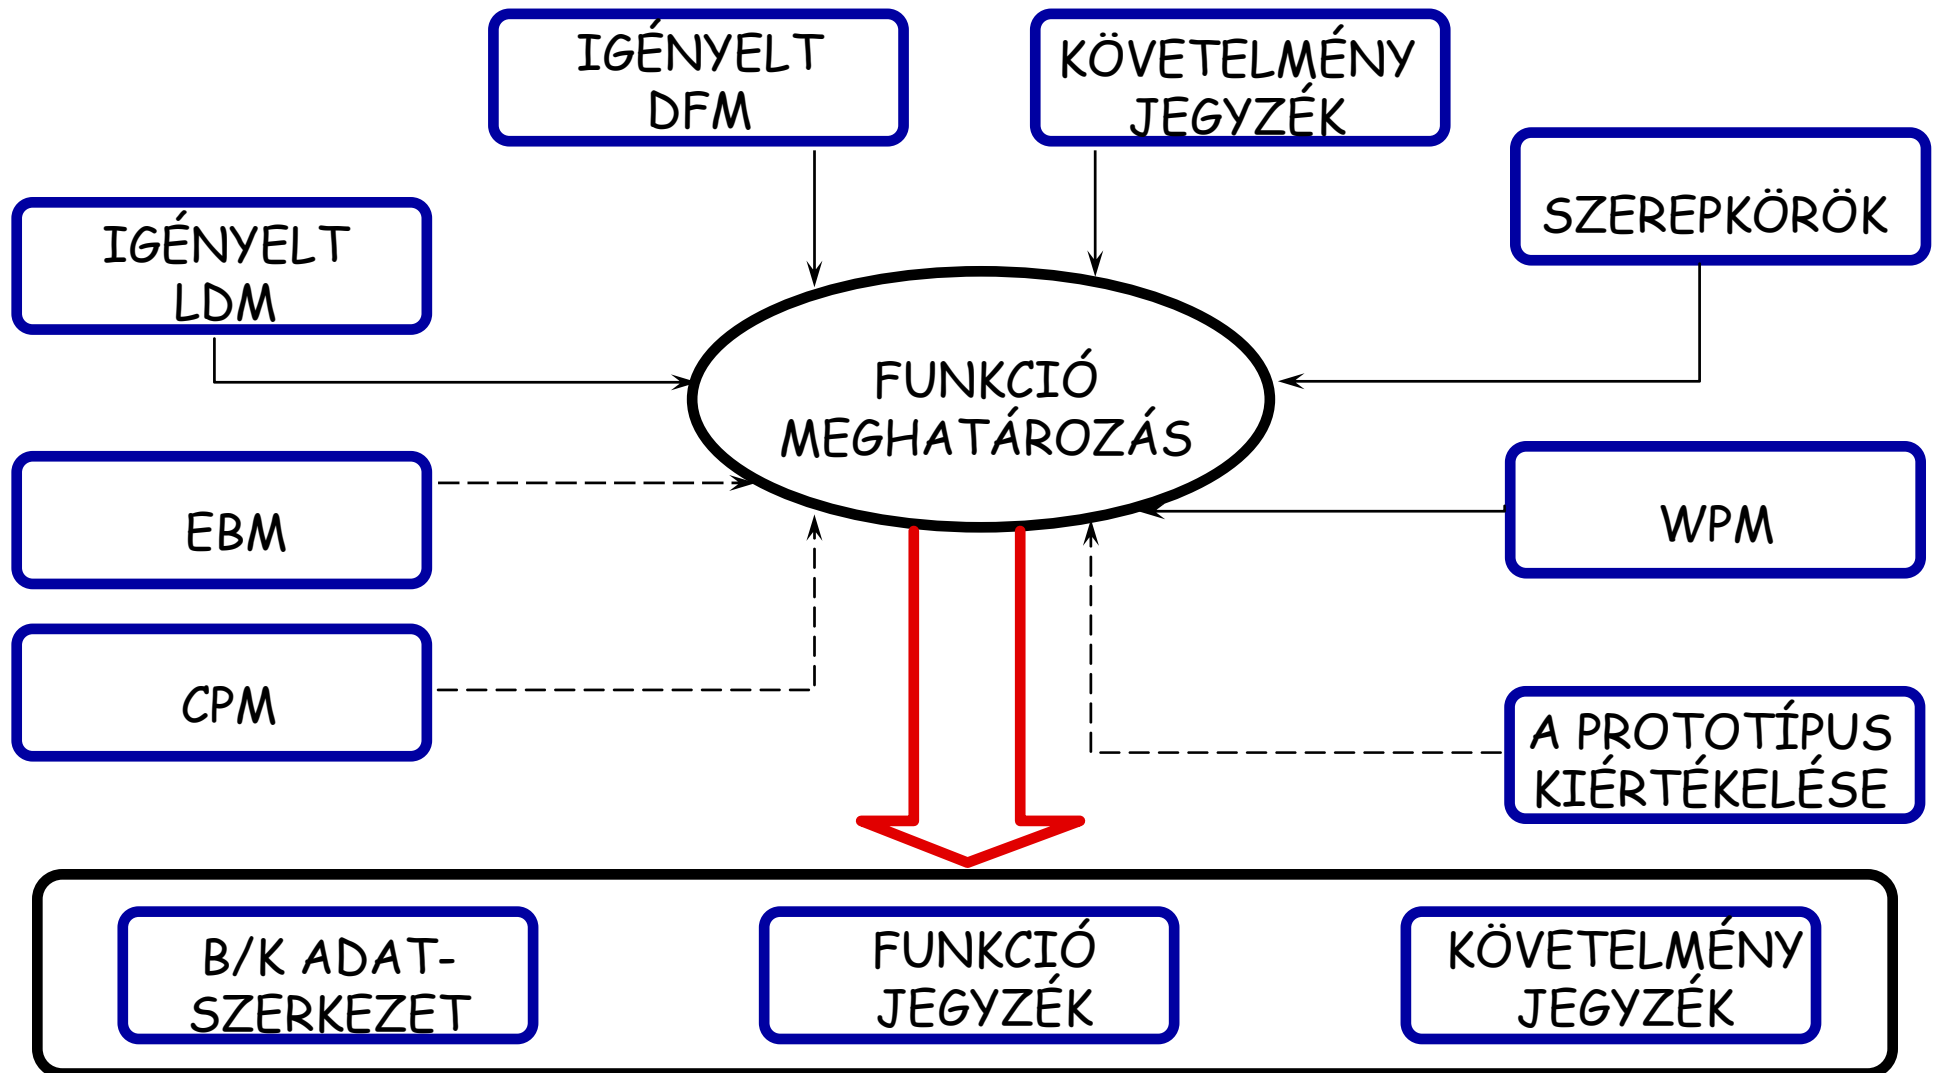 IGÉNYELT
DFM
KÖVETELMÉNY
JEGYZÉK
SZEREPKÖRÖK
IGÉNYELT
LDM
FUNKCIÓ
MEGHATÁROZÁS
EBM
WPM
CPM
A PROTOTÍPUS
KIÉRTÉKELÉSE
B/K ADAT-
SZERKEZET
FUNKCIÓ
JEGYZÉK
KÖVETELMÉNY
JEGYZÉK